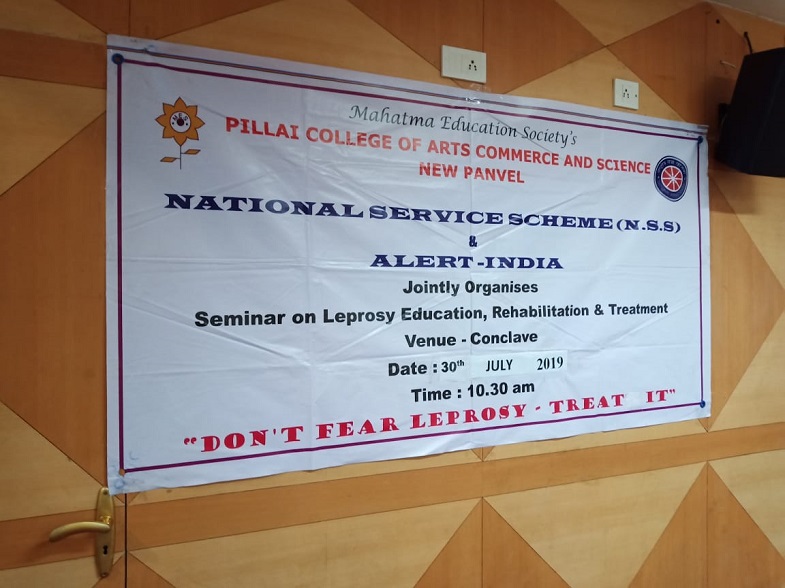 Mahatma Education Society's
PILLAI COLLEGE OF ARTS COMMERCE AND SCIENCE
NEW PANVEL
NATIONAL SERVICE SCHEME (N.S.S)
&
ALERT-INDIA
Jointly Organises
Seminar on Leprosy Education, Rehabilitation & Treatment
Venue - Conclave
Date : 30th JULY 2019
Time : 10.30 am
"DON'T FEAR LEPROSY - TREAT IT"